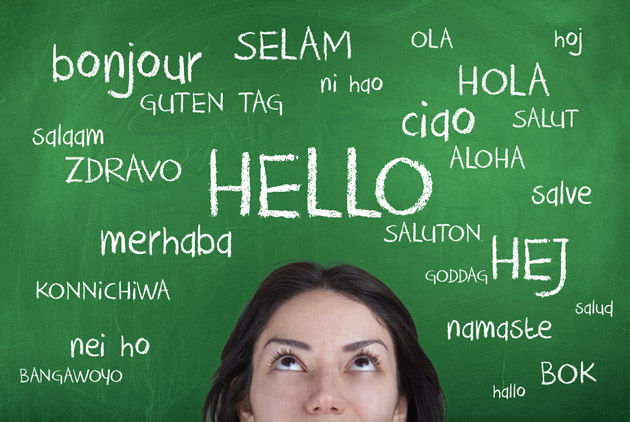 bonjour
SELAM
OLA
hoj
ni hao
HOLA
GUTEN TAG
ciao
SALUT
salaam
ZDRAVO
HELLO
ALOHA
salve
merhaba
SALUTON
HEJ
GODDAG
KONNiCHiWA
salud
nei ho
namaste
BANGAWOYO
hallo
BOK